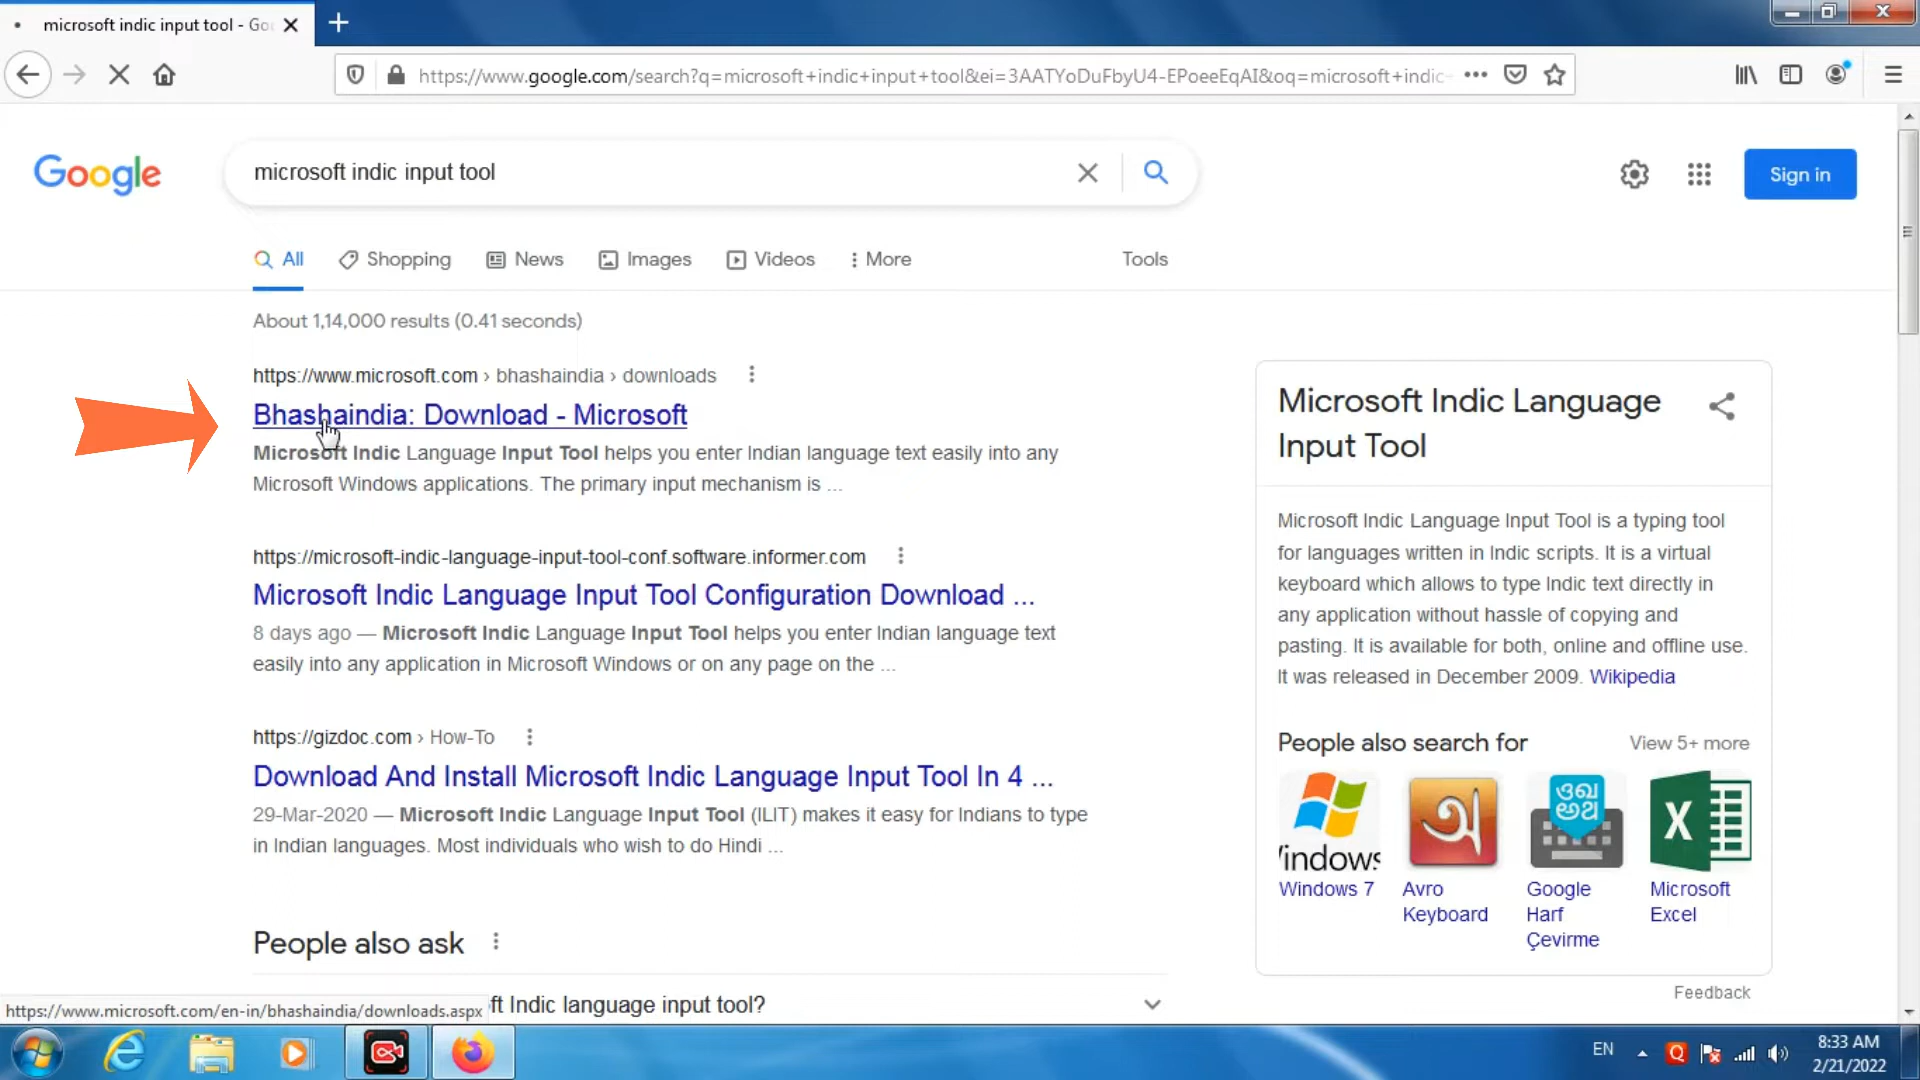 microsoft indic input tool - Goo
https://www.google.com/search?q=microsoft+indic+input+tool&ei=3AATYoDuFbyU4-EPoeeEqAI&oq=microsoft+indic-
Google
microsoft indic input tool
Sign in
All
Shopping
News
Images
Videos
More
Tools
About 1,14,000 results (0.41 seconds)
https://www.microsoft.com › bhashaindia › downloads
Bhashaindia: Download - Microsoft
Microsoft Indic Language Input Tool helps you enter Indian language text easily into any
Microsoft Windows applications. The primary input mechanism is ...
https://microsoft-indic-language-input-tool-conf.software.informer.com
Microsoft Indic Language Input Tool Configuration Download ...
8 days ago — Microsoft Indic Language Input Tool helps you enter Indian language text
easily into any application in Microsoft Windows or on any page on the ...
https://gizdoc.com › How-To
Download And Install Microsoft Indic Language Input Tool In 4 ...
29-Mar-2020 — Microsoft Indic Language Input Tool (ILIT) makes it easy for Indians to type
in Indian languages. Most individuals who wish to do Hindi ...
People also ask
ft Indic language input tool?
Microsoft Indic Language
Input Tool
Microsoft Indic Language Input Tool is a typing tool
for languages written in Indic scripts. It is a virtual
keyboard which allows to type Indic text directly in
any application without hassle of copying and
pasting. It is available for both, online and offline use.
It was released in December 2009. Wikipedia
People also search for
View 5+ more
Windows
অ
Windows 7
Avro
Keyboard
Google
Harf
Çevirme
Microsoft
Excel
Feedback
https://www.microsoft.com/en-in/bhashaindia/downloads.aspx
EN
8:33 AM
2/21/2022